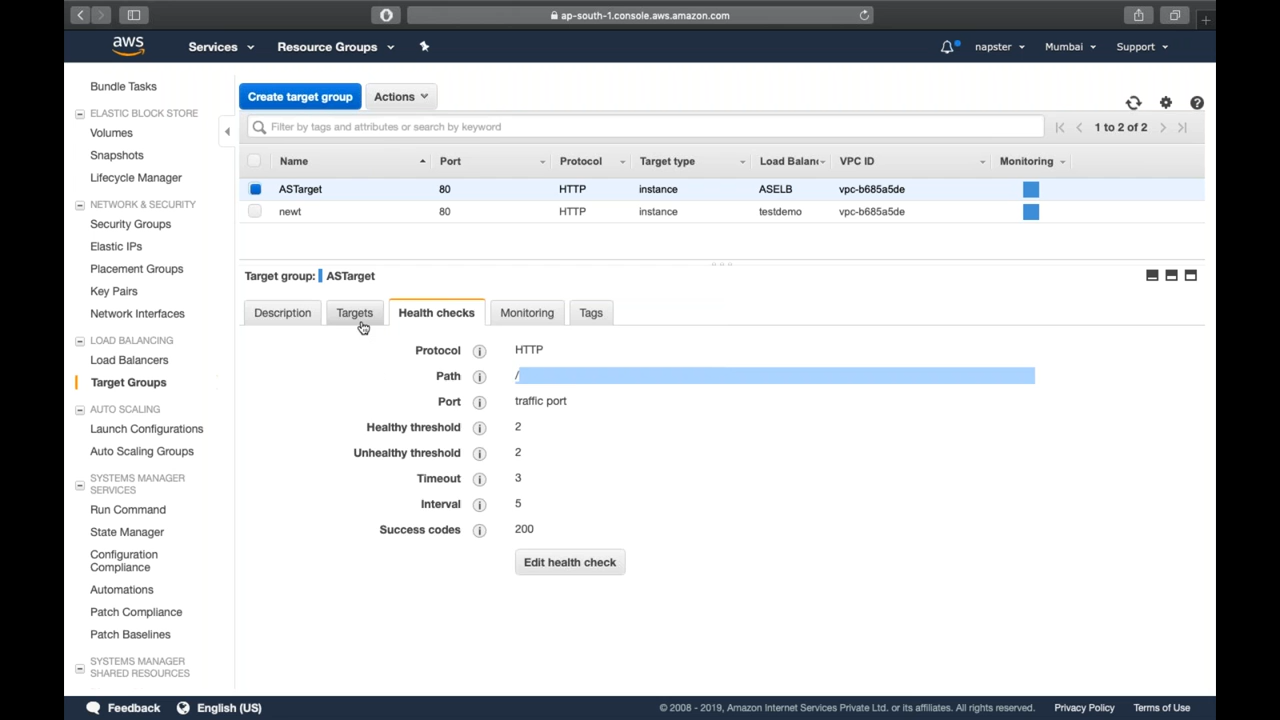 ap-south-1.console.aws.amazon.com
aws Services Resource Groups napster Mumbai Support
Bundle Tasks
ELASTIC BLOCK STORE
Volumes
Snapshots
Lifecycle Manager
NETWORK & SECURITY
Security Groups
Elastic IPs
Placement Groups
Key Pairs
Network Interfaces
LOAD BALANCING
Load Balancers
Target Groups
AUTO SCALING
Launch Configurations
Auto Scaling Groups
SYSTEMS MANAGER
SERVICES
Run Command
State Manager
Configuration
Compliance
Automations
Patch Compliance
Patch Baselines
SYSTEMS MANAGER
SHARED RESOURCES
Create target group Actions
Filter by tags and attributes or search by keyword 1 to 2 of 2
Name Port Protocol Target type Load Balanc VPC ID Monitoring
ASTarget 80 HTTP instance ASELB vpc-b685a5de
newt 80 HTTP instance testdemo vpc-b685a5de
Target group: ASTarget
Description Targets Health checks Monitoring Tags
Protocol HTTP
Path /
Port traffic port
Healthy threshold 2
Unhealthy threshold 2
Timeout 3
Interval 5
Success codes 200
Edit health check
Feedback English (US) © 2008 - 2019, Amazon Internet Services Private Ltd. or its affiliates. All rights reserved. Privacy Policy Terms of Use